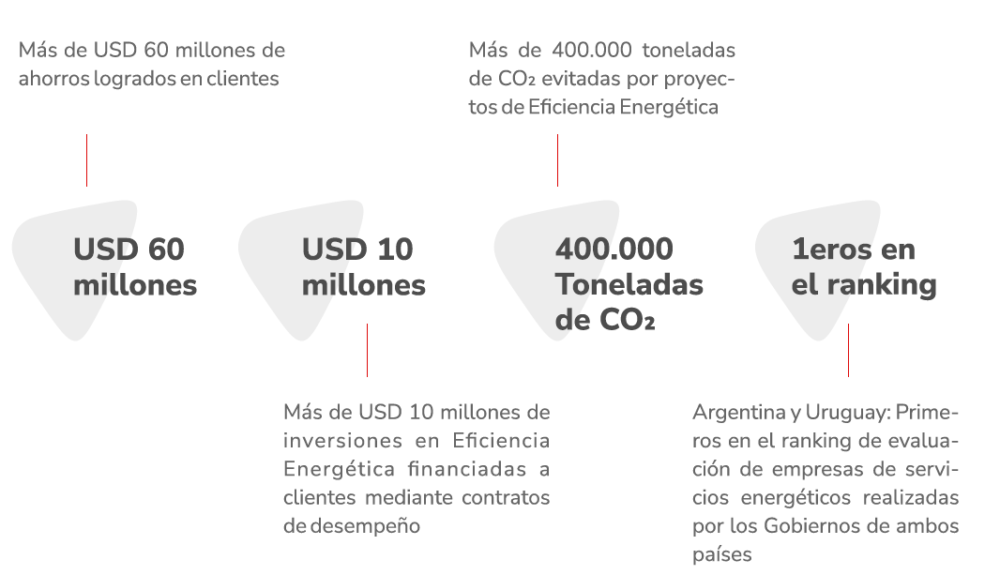 Más de USD 60 millones de
ahorros logrados en clientes
Más de 400.000 toneladas
de CO₂ evitadas por proyec-
tos de Eficiencia Energética
USD 60
millones
USD 10
millones
400.000
Toneladas
de CO₂
1eros en
el ranking
Más de USD 10 millones de
inversiones en Eficiencia
Energética financiadas a
clientes mediante contratos
de desempeño
Argentina y Uruguay: Prime-
ros en el ranking de evalua-
ción de empresas de servi-
cios energéticos realizadas
por los Gobiernos de ambos
países